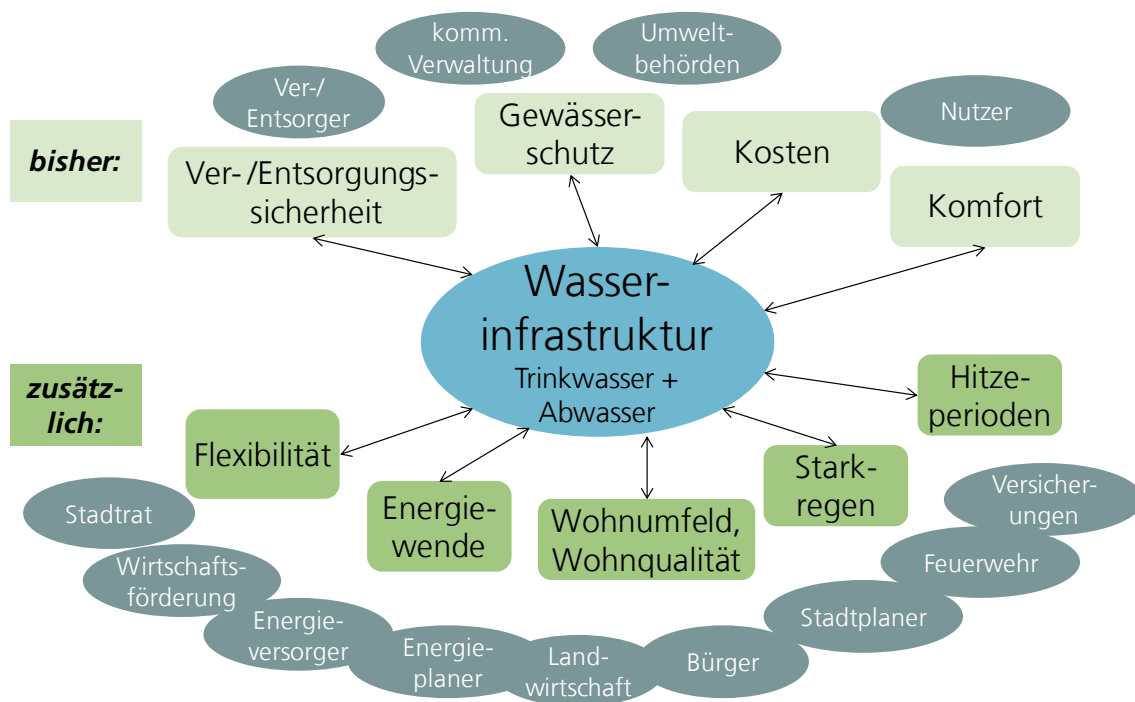 komm.
Verwaltung
Umwelt-
behörden
Ver-/
Entsorger
Nutzer
bisher:
Ver- /Entsorgungs-
sicherheit
Gewässer-
schutz
Kosten
Komfort
Wasser-
infrastruktur
Trinkwasser +
Abwasser
zusätz-
lich:
Flexibilität
Energie-
wende
Wohnumfeld,
Wohnqualität
Stark-
regen
Hitze-
perioden
Stadtrat
Wirtschafts-
förderung
Energie-
versorger
Energie-
planer
Land-
wirtschaft
Bürger
Stadtplaner
Feuerwehr
Versicher-
ungen